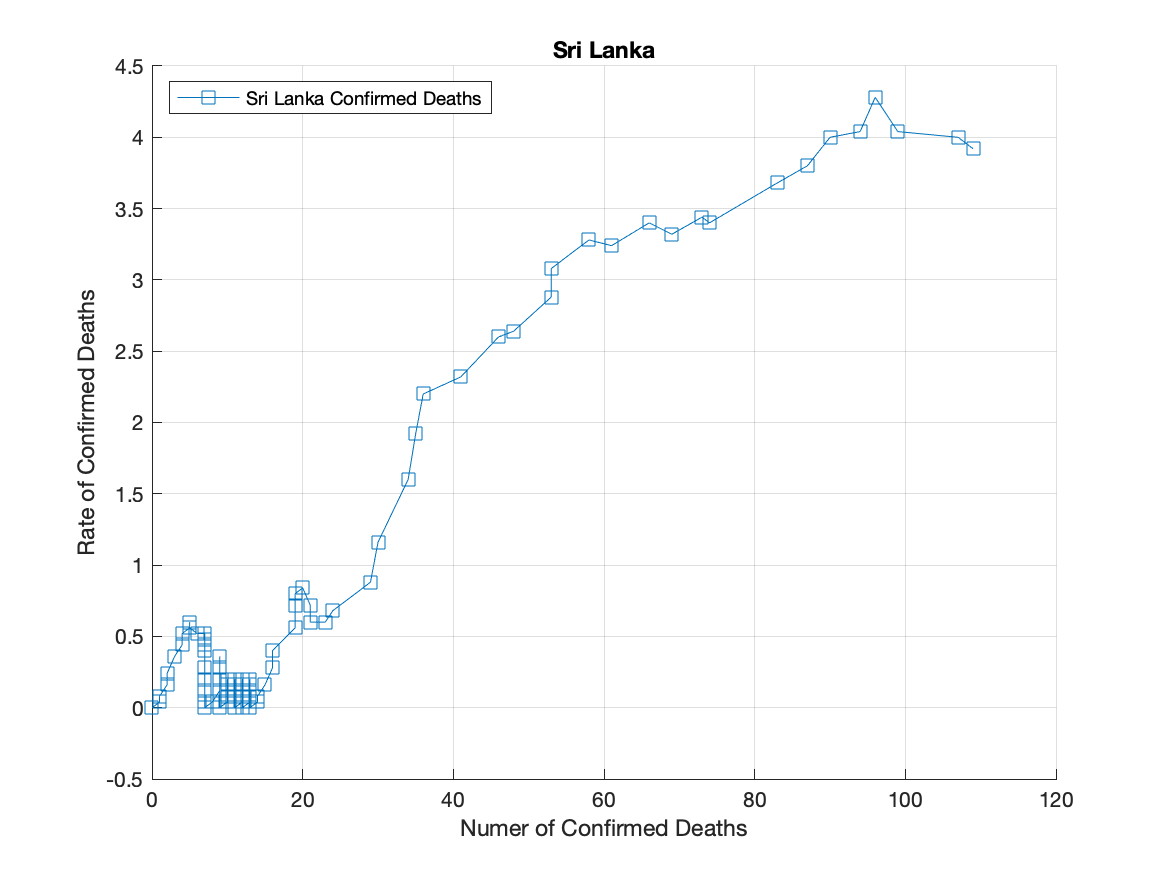 Sri Lanka
Sri Lanka Confirmed Deaths
Rate of Confirmed Deaths
4.5
4
3.5
3
2.5
2
1.5
1
0.5
0
-0.5
0 20 40 60 80 100 120
Numer of Confirmed Deaths